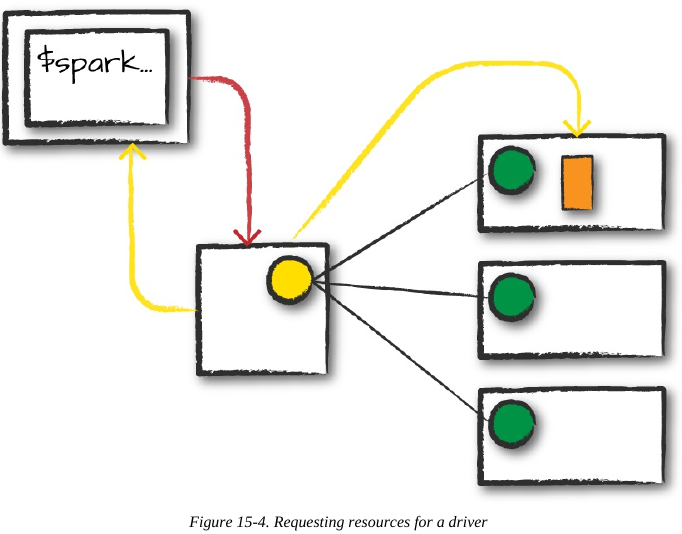 $spark...
Figure 15-4. Requesting resources for a driver